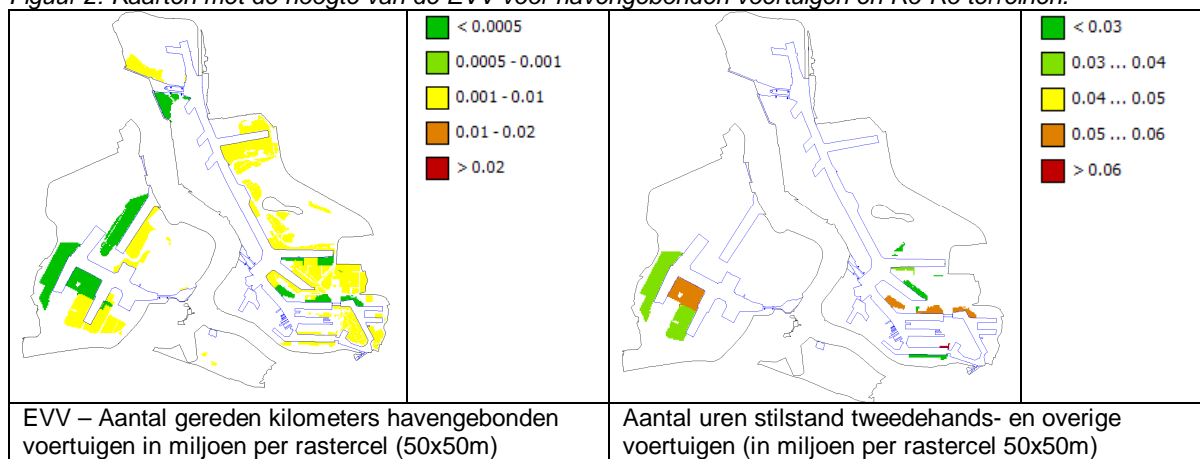 Figuur 2: Kaarten met de hoogte van de EVV voor havengebonden voertuigen en Ro-Ro terreinen.
< 0.0005
0.0005 - 0.001
0.001 - 0.01
0.01 - 0.02
> 0.02
< 0.03
0.03 ... 0.04
0.04 ... 0.05
0.05 ... 0.06
> 0.06
EVV – Aantal gereden kilometers havengebonden
voertuigen in miljoen per rastercel (50x50m)
Aantal uren stilstand tweedehands- en overige
voertuigen (in miljoen per rastercel 50x50m)